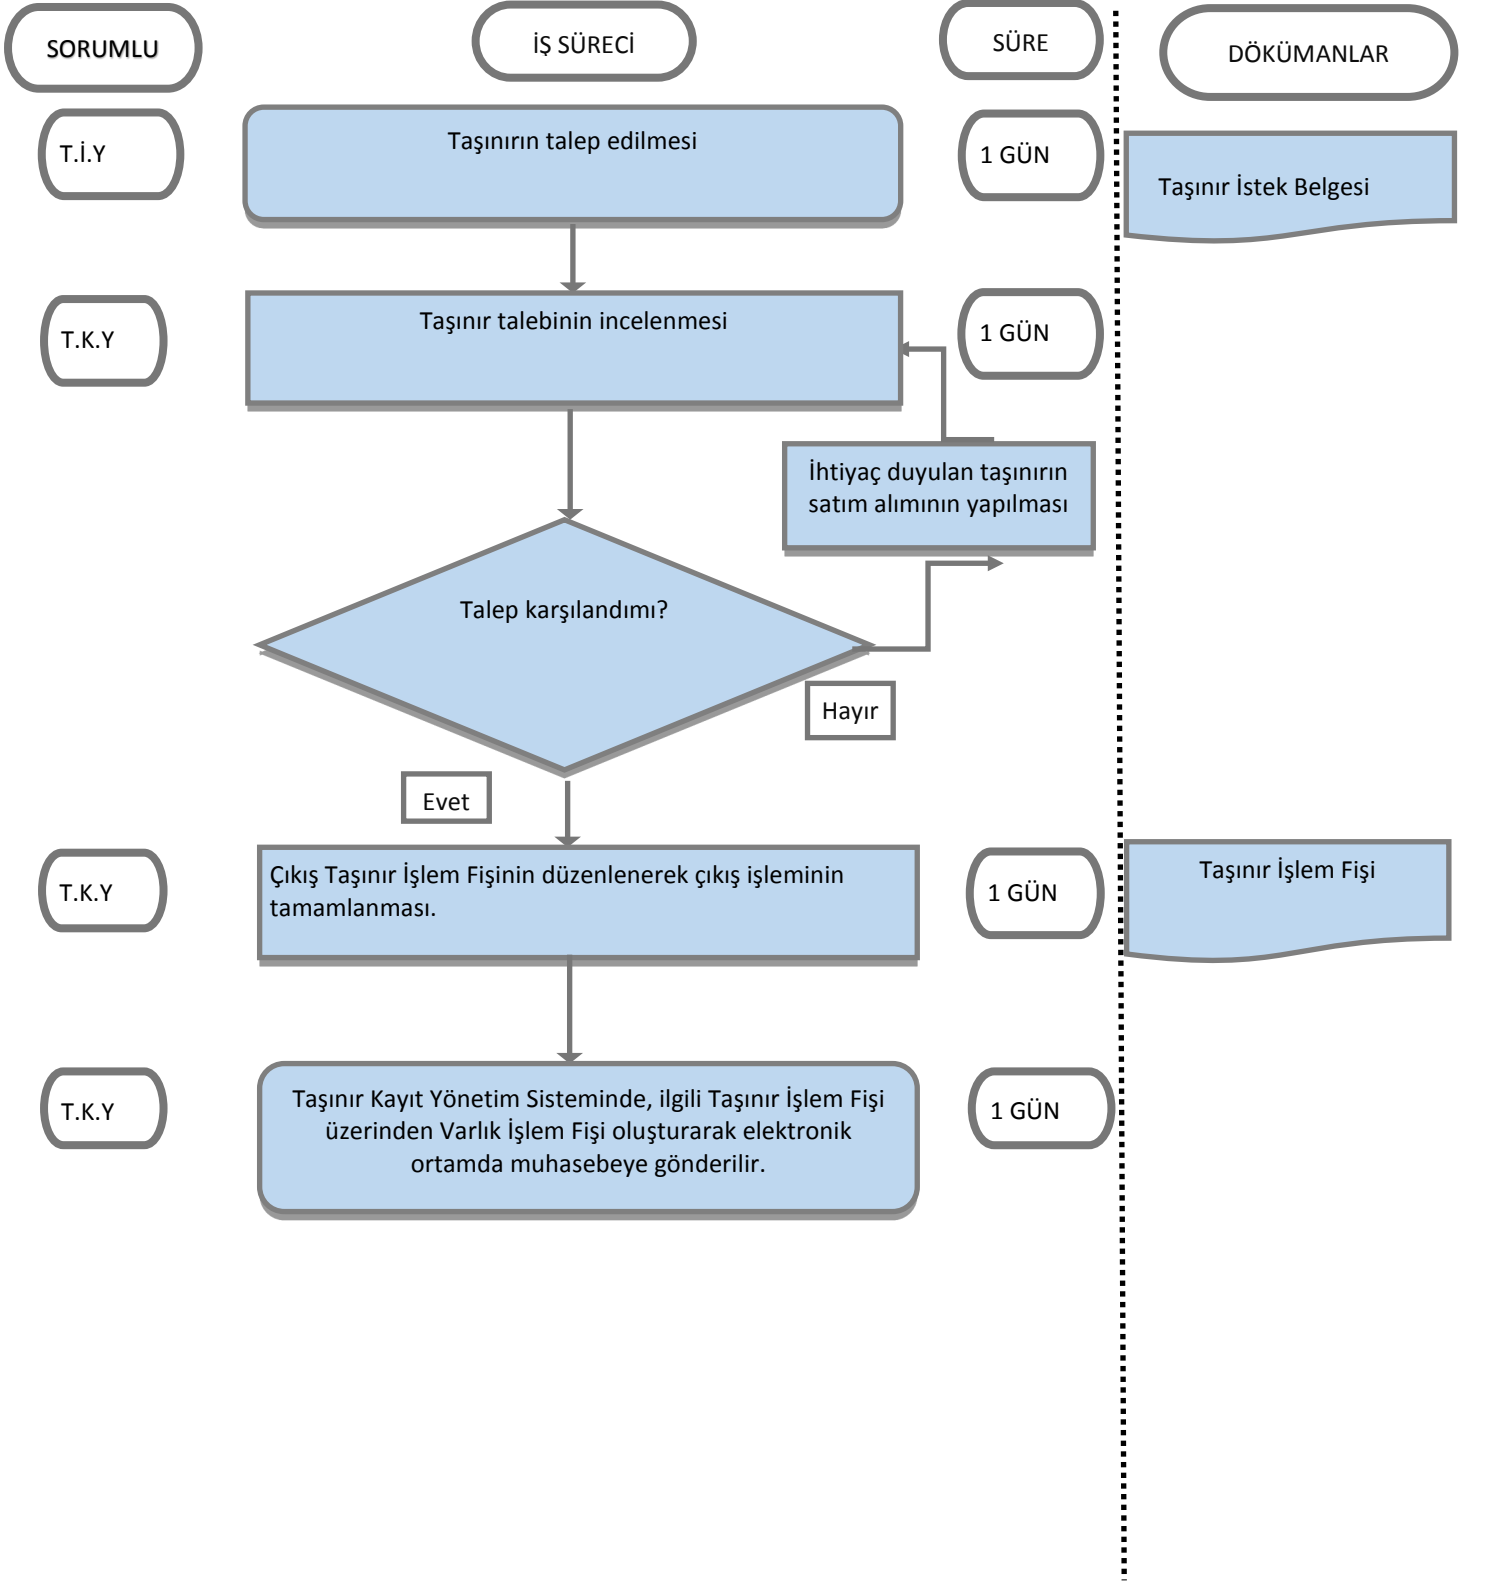 SORUMLU
İŞ SÜRECİ
SÜRE
DÖKÜMANLAR
T.İ.Y
Taşınırın talep edilmesi
1 GÜN
Taşınır İstek Belgesi
T.K.Y
Taşınır talebinin incelenmesi
1 GÜN
İhtiyaç duyulan taşınırın
satım alımının yapılması
Talep karşılandımı?
Hayır
Evet
T.K.Y
Çıkış Taşınır İşlem Fişinin düzenlenerek çıkış işleminin
tamamlanması.
1 GÜN
Taşınır İşlem Fişi
T.K.Y
Taşınır Kayıt Yönetim Sisteminde, ilgili Taşınır İşlem Fişi
üzerinden Varlık İşlem Fişi oluşturarak elektronik
ortamda muhasebeye gönderilir.
1 GÜN